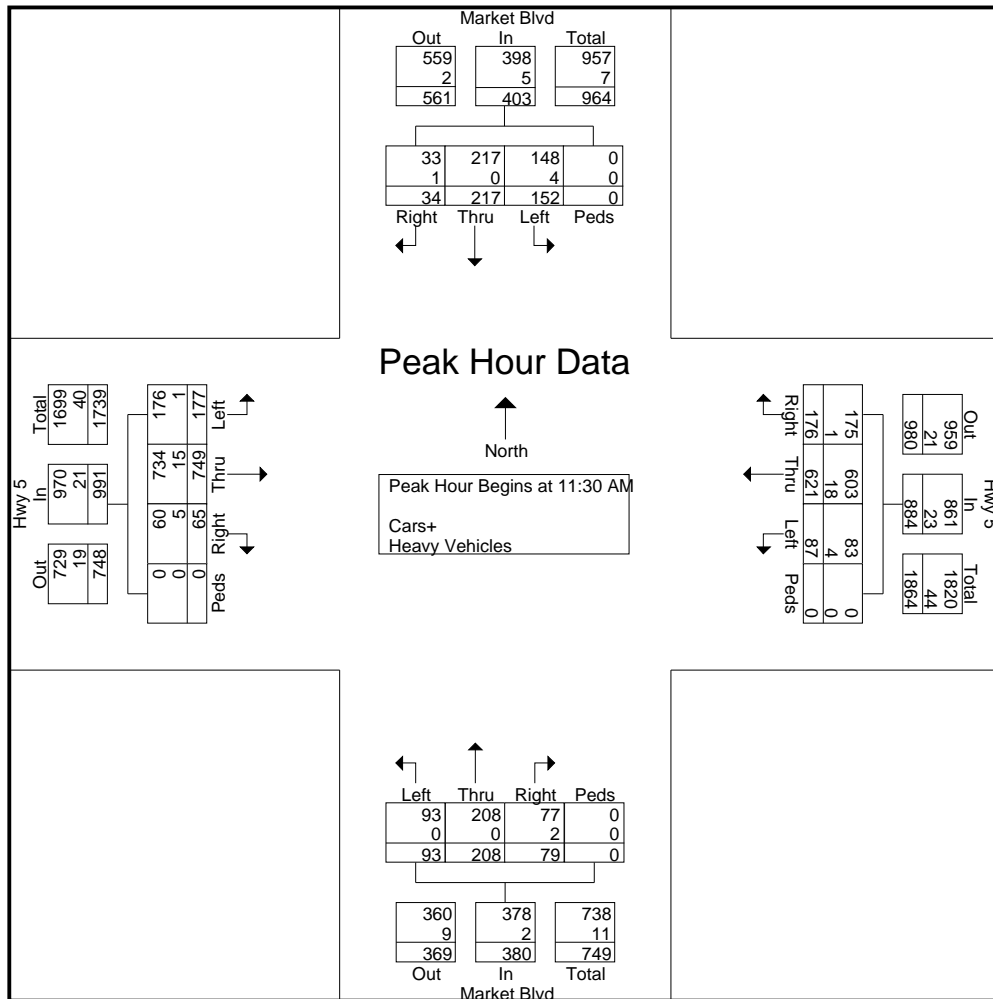 Market Blvd
Out In Total
559 398 957
2 5 7
561 403 964
33 217 148 0
1 0 4 0
34 217 152 0
Right Thru Left Peds
Peak Hour Data
North
Peak Hour Begins at 11:30 AM
Cars+
Heavy Vehicles
Hwy 5
Out In Total
729 970 1699
19 21 40
748 991 1739
Peds Right Thru Left
0 60 734 176
0 5 15 1
0 65 749 177
Hwy 5
Out In Total
959 861 1820
21 23 44
980 884 1864
175 603 83 0
1 18 4 0
176 621 87 0
Right Thru Left Peds
Left Thru Right Peds
93 208 77 0
0 0 2 0
93 208 79 0
360 378 738
9 2 11
369 380 749
Out In Total
Market Blvd